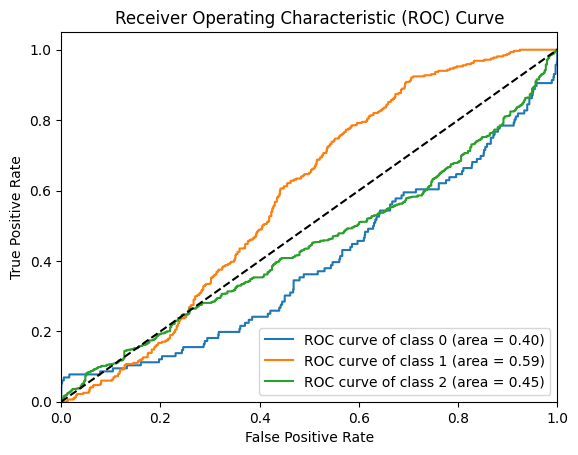 Receiver Operating Characteristic (ROC) Curve
1.0
0.8
0.6
0.4
0.2
0.0
True Positive Rate
ROC curve of class 0 (area = 0.40)
ROC curve of class 1 (area = 0.59)
ROC curve of class 2 (area = 0.45)
0.0 0.2 0.4 0.6 0.8 1.0
False Positive Rate